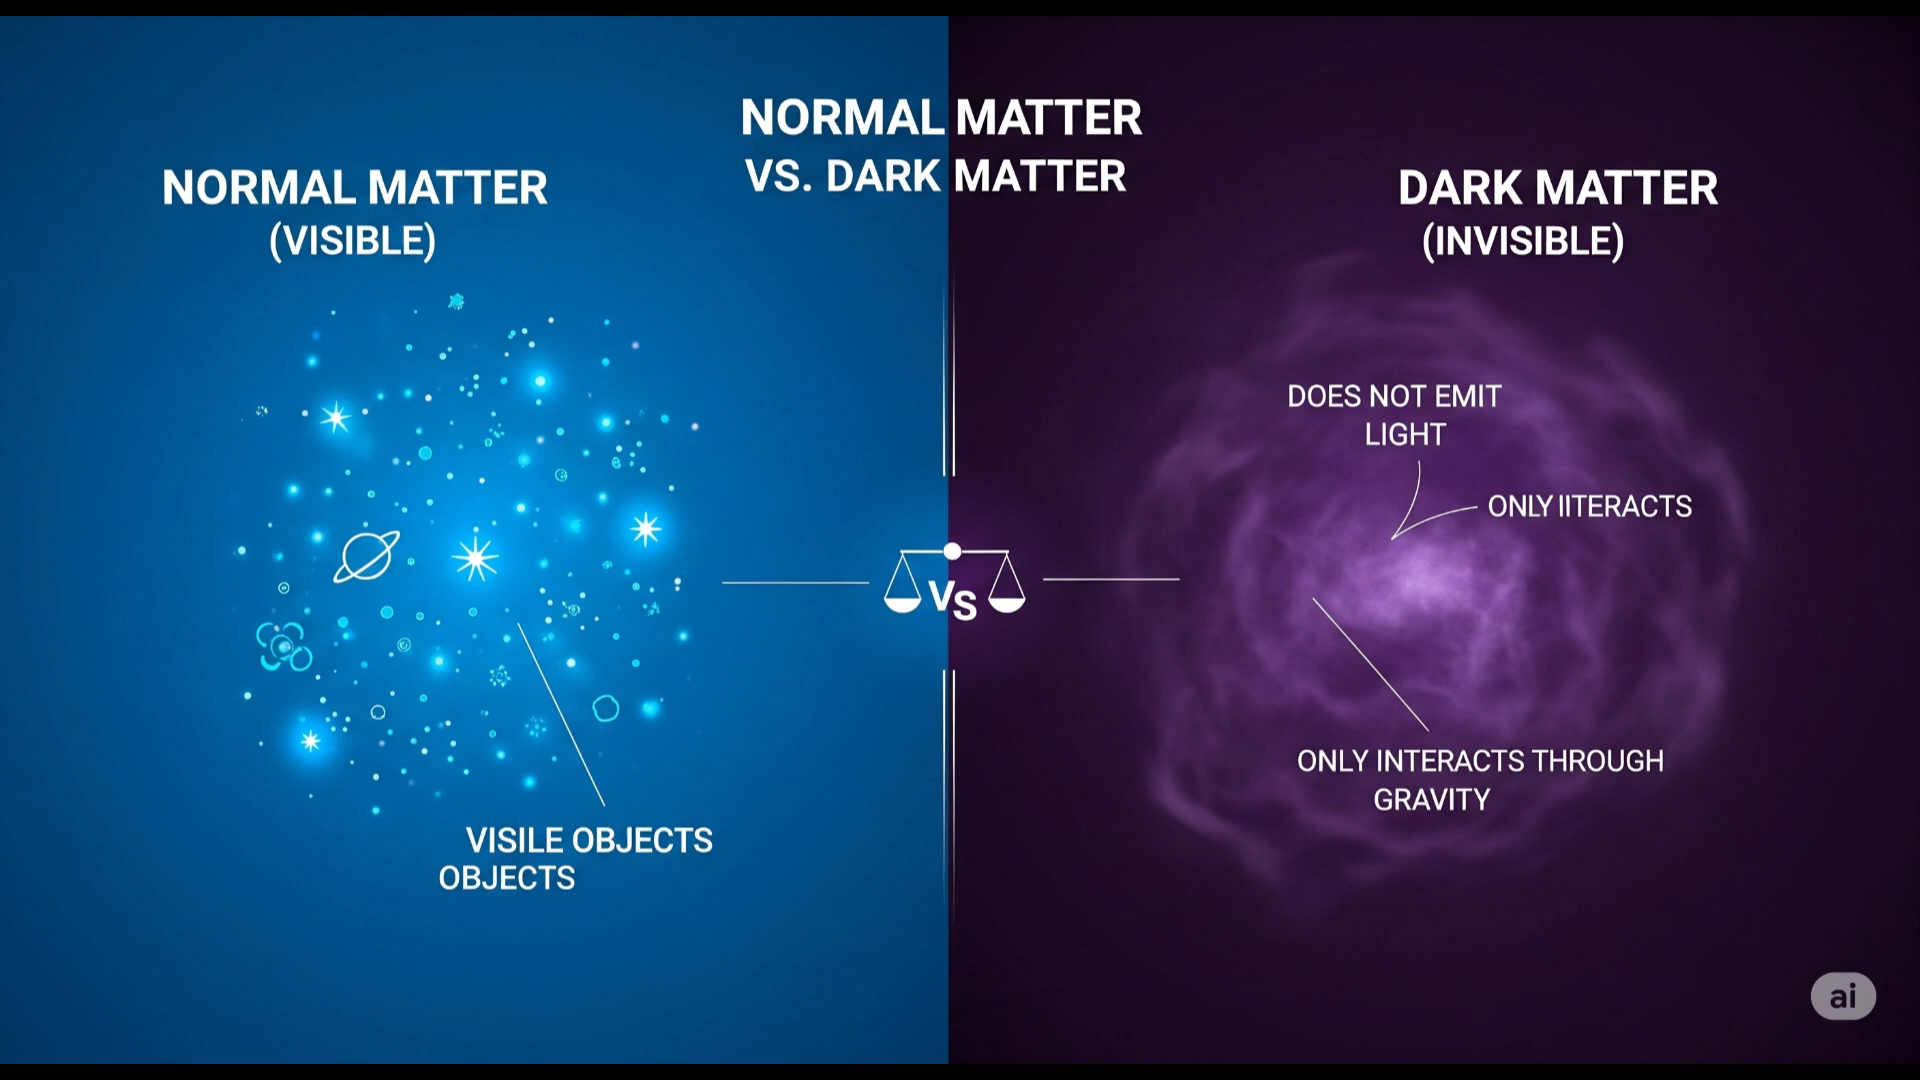 NORMAL MATTER
VS. DARK MATTER
NORMAL MATTER
(VISIBLE)
VISILE OBJECTS
OBJECTS
VS
DARK MATTER
(INVISIBLE)
DOES NOT EMIT
LIGHT
ONLY IITERACTS
ONLY INTERACTS THROUGH
GRAVITY
ai